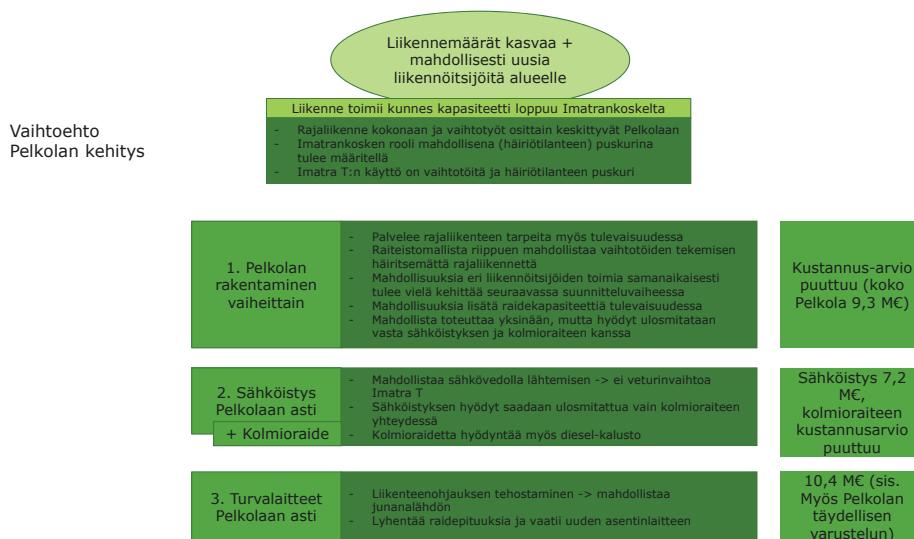 Liikennemäärät kasvaa +
mahdollisesti uusia
liikennöitsijöitä alueelle
Liikenne toimii kunnes kapasiteetti loppuu Imatrankoskelta
Vaihtoehto
Pelkolan kehitys
- Rajaliikenne kokonaan ja vaihtotyöt osittain keskittyvät Pelkolaan
- Imatrankosken rooli mahdollisena (häiriötilanteen) puskurina
tulee määritellä
- Imatra T:n käyttö on vaihtotöitä ja häiriötilanteen puskuri
1. Pelkolan
rakentaminen
vaiheittain
- Palvelee rajaliikenteen tarpeita myös tulevaisuudessa
- Raiteistomallista riippuen mahdollistaa vaihtotöiden tekemisen
häiritsemättä rajaliikennettä
- Mahdollisuuksia eri liikennöitsijöiden toimia samanaikaisesti
tulee vielä kehittää seuraavassa suunnitteluvaiheessa
- Mahdollisuuksia lisätä raidekapasiteettiä tulevaisuudessa
- Mahdollista toteuttaa yksinään, mutta hyödyt ulosmitataan
vasta sähköistyksen ja kolmioraiteen kanssa
Kustannus-arvio
puuttuu (koko
Pelkola 9,3 M€)
2. Sähköistys
Pelkolaan asti
+ Kolmioraide
- Mahdollistaa sähkövedolla lähtemisen -> ei veturinvaihtoa
Imatra T
- Sähköistyksen hyödyt saadaan ulosmitattua vain kolmioraiteen
yhteydessä
- Kolmioraidetta hyödyntää myös diesel-kalusto
Sähköistys 7,2
M€,
kolmioraiteen
kustannusarvio
puuttuu
3. Turvalaitteet
Pelkolaan asti
- Liikenteenohjauksen tehostaminen -> mahdollistaa
junanalähdön
- Lyhentää raidepituuksia ja vaatii uuden asentinlaitteen
10,4 M€ (sis.
Myös Pelkolan
täydellisen
varustelun)